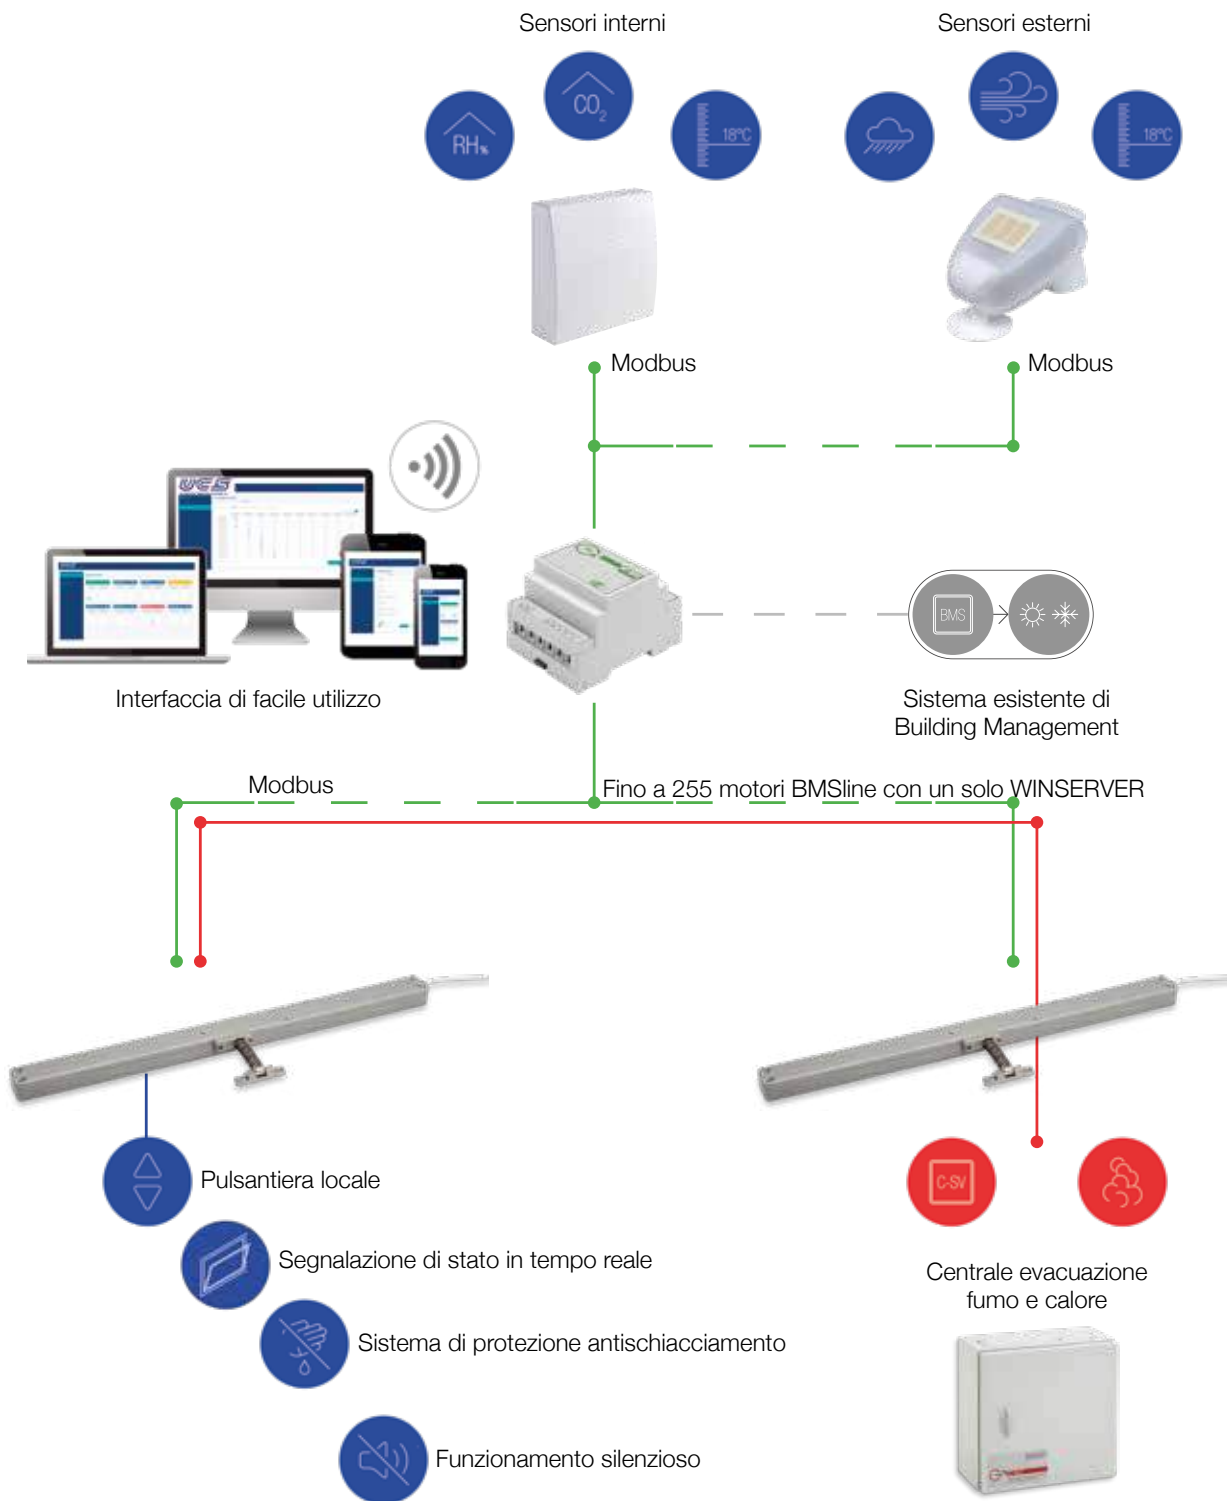 Sensori interni
Sensori esterni
RH%
CO2
18°C
18°C
Modbus
Modbus
UCS
BMS
Interfaccia di facile utilizzo
Sistema esistente di
Building Management
Modbus
Fino a 255 motori BMSline con un solo WINSERVER
Pulsantiera locale
C-SV
Segnalazione di stato in tempo reale
Centrale evacuazione
fumo e calore
Sistema di protezione antischiacciamento
Funzionamento silenzioso